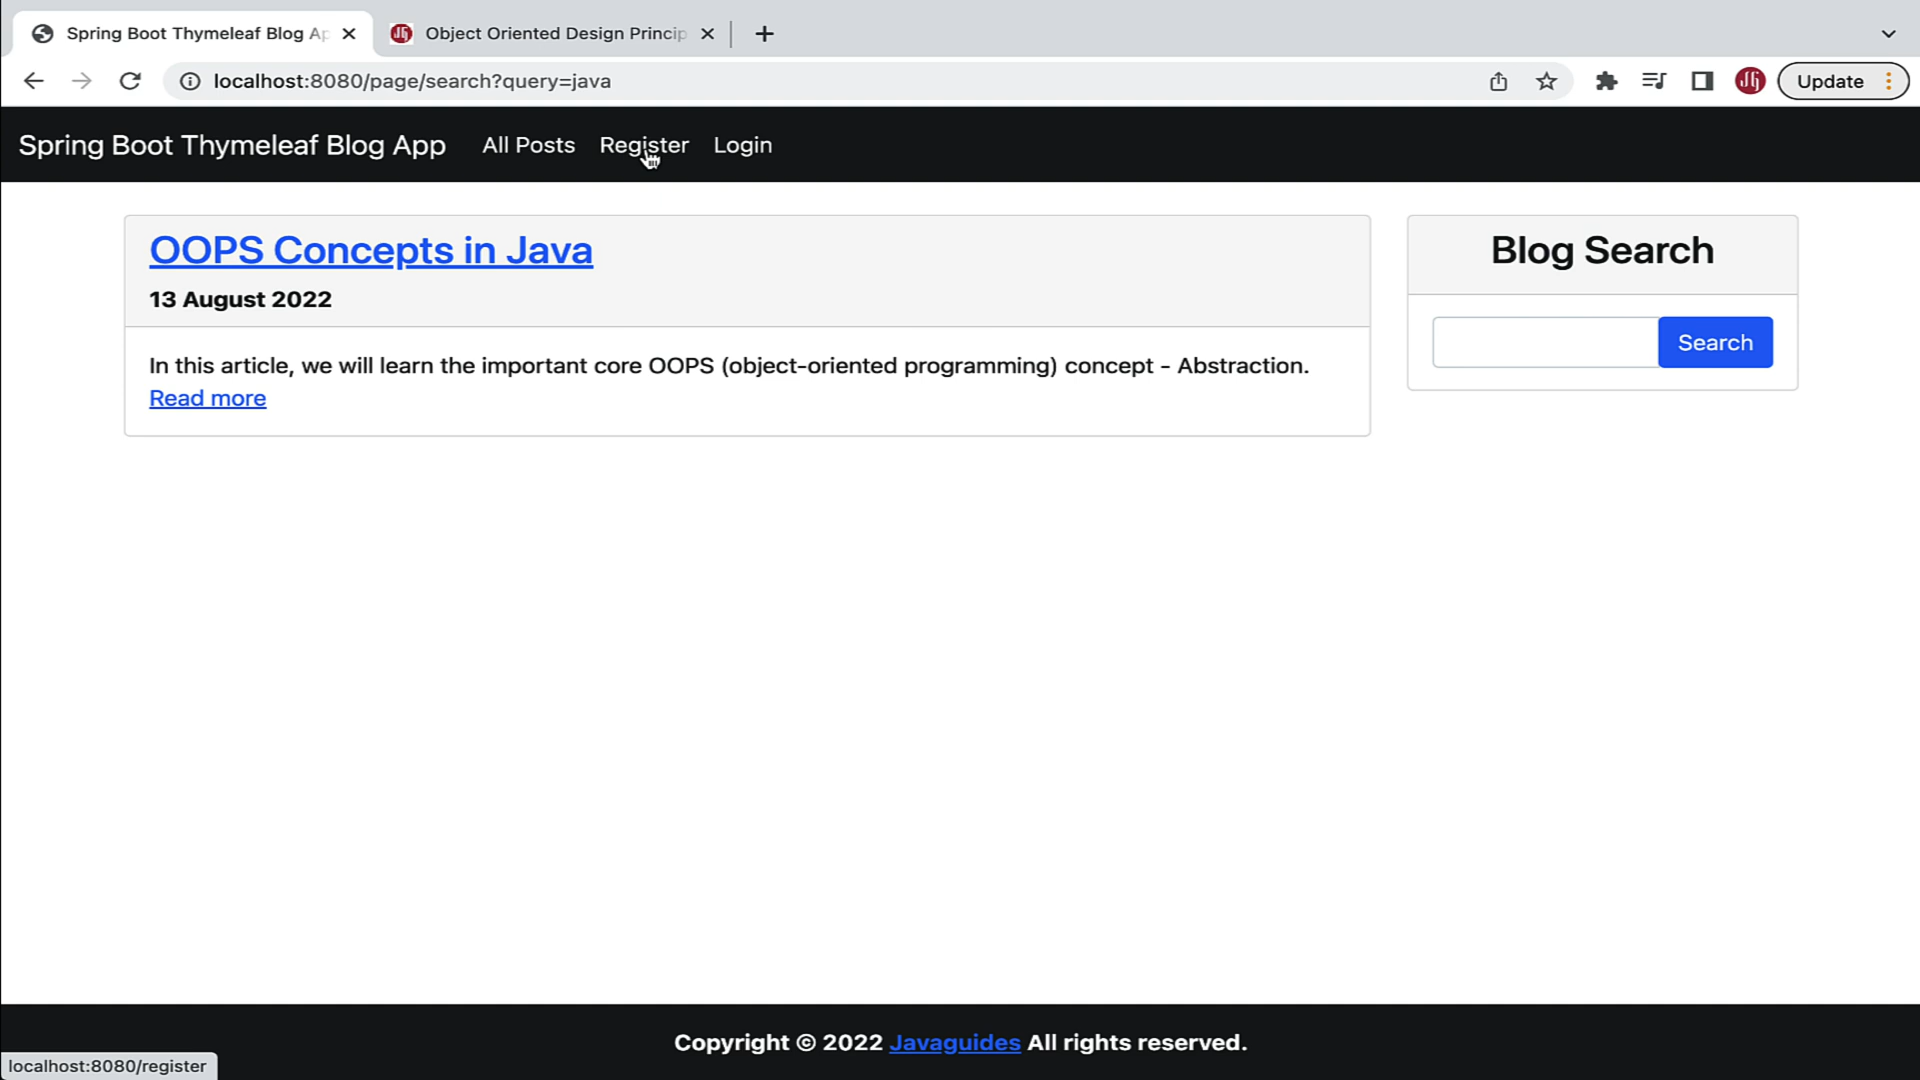 Spring Boot Thymeleaf Blog Ap
Object Oriented Design Princip
localhost:8080/page/search?query=java
Update
Spring Boot Thymeleaf Blog App
All Posts
Register
Login
OOPS Concepts in Java
13 August 2022
In this article, we will learn the important core OOPS (object-oriented programming) concept - Abstraction.
Read more
Blog Search
Search
Copyright © 2022 Javaguides All rights reserved.
localhost:8080/register